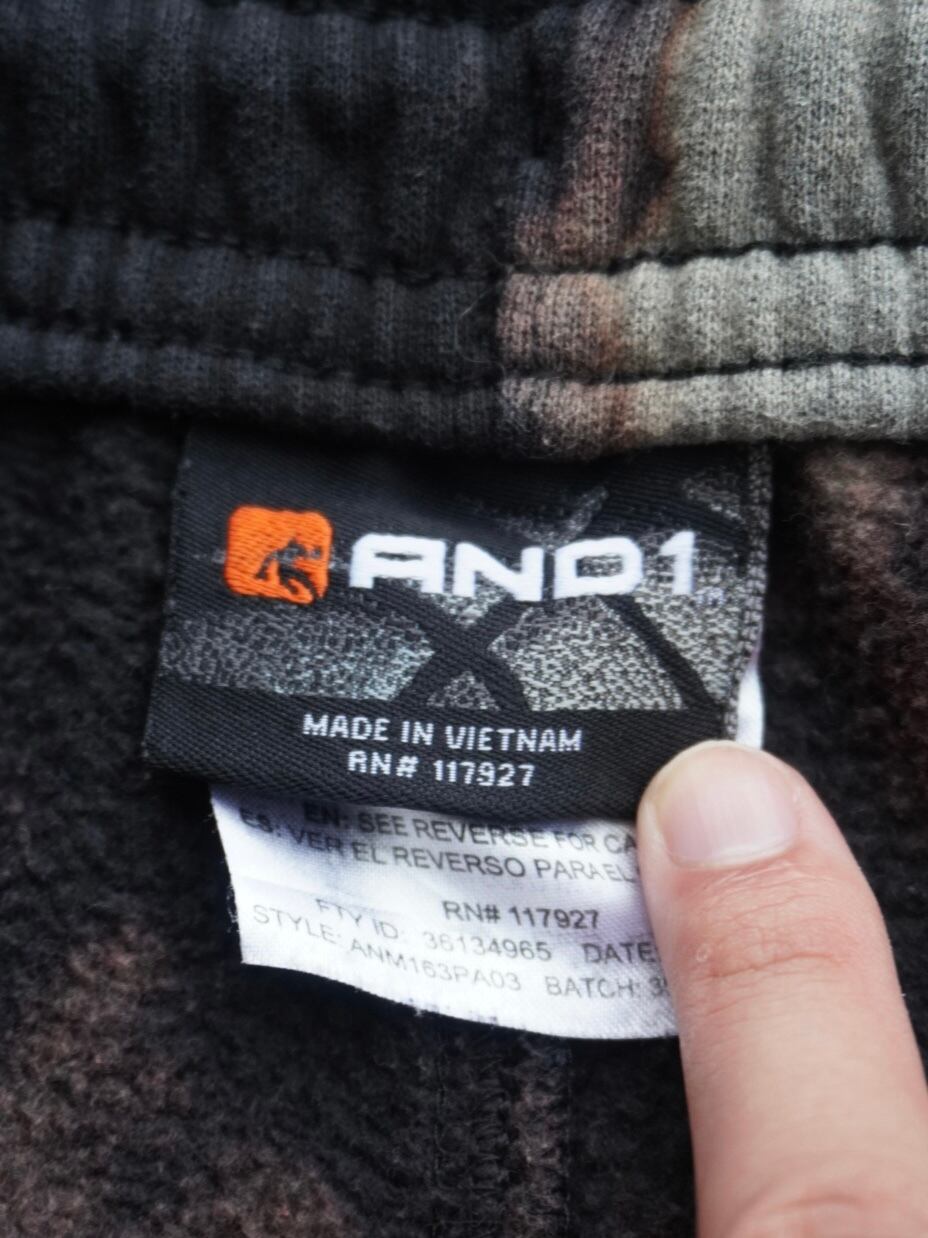 AND1
MADE IN VIETNAM
RN# 117927
EN: SEE REVERSE FOR CA
ES: VER EL REVERSO PARA EL
RN# 117927
FTY ID: 36134965 DATE:
STYLE: ANM163PA03 BATCH: 3